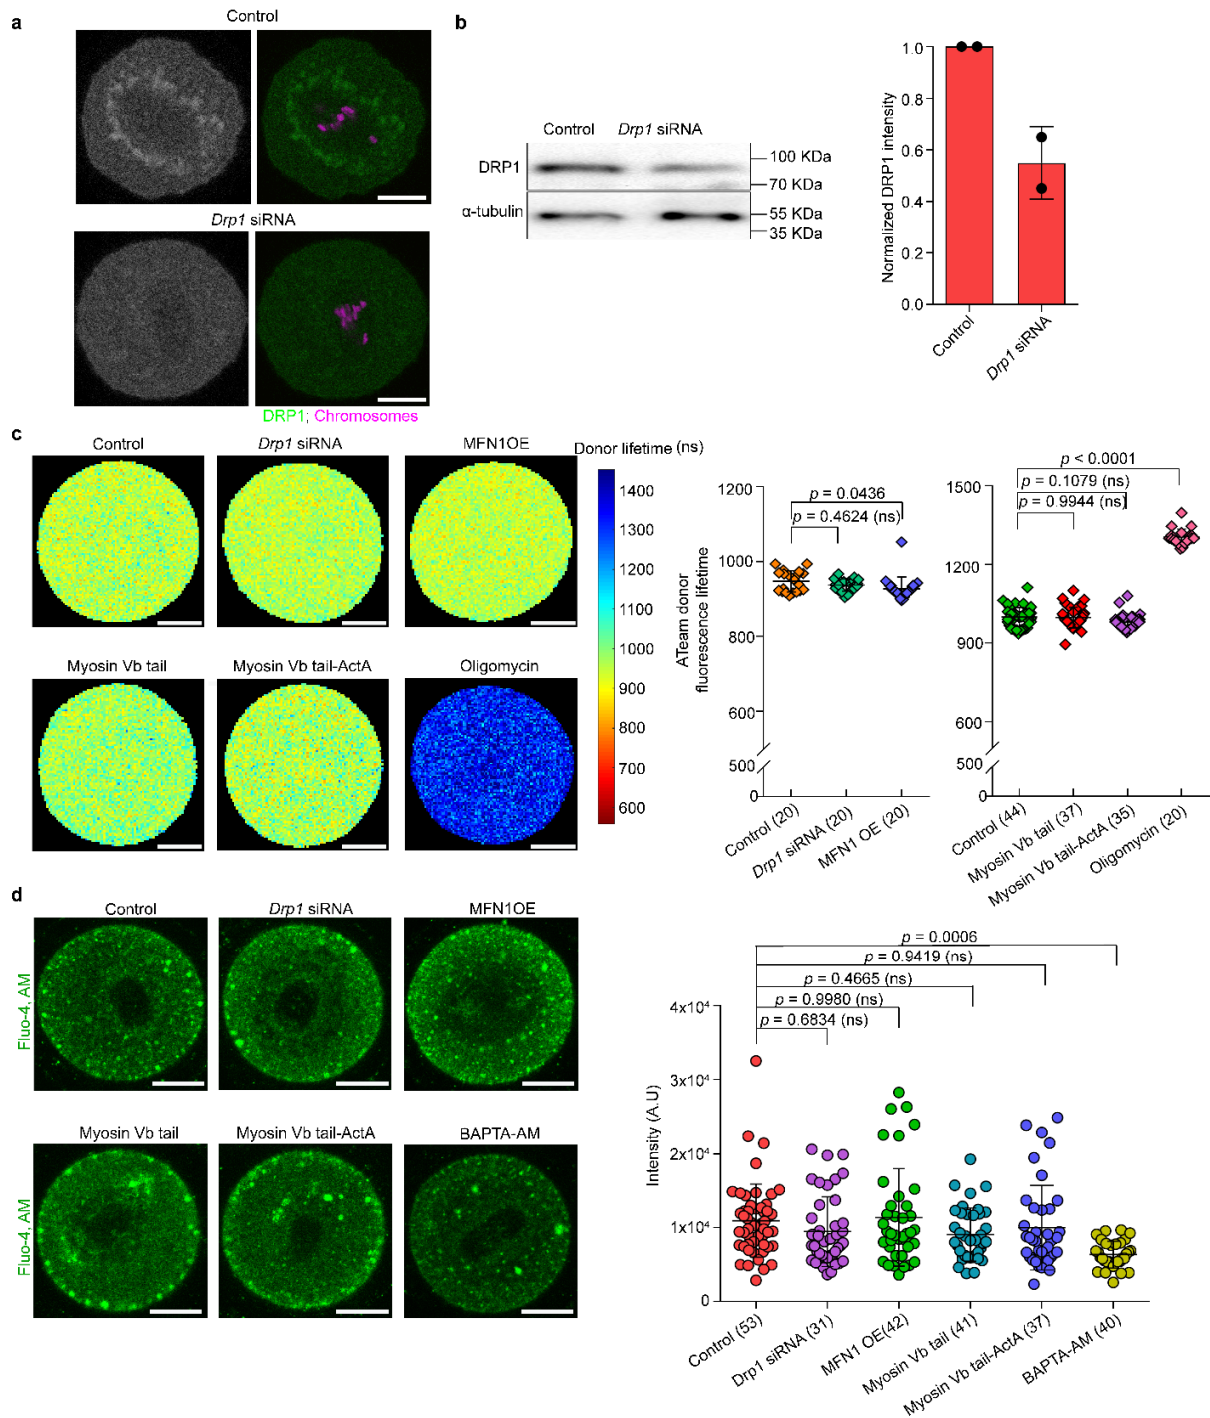 a
Control
Drp1 siRNA
DRP1; Chromosomes
b
Control Drp1 siRNA
DRP1
α-tubulin
100 KDa
70 KDa
55 KDa
35 KDa
Normalized DRP1 intensity
1.0
0.8
0.6
0.4
0.2
0.0
Control
Drp1 siRNA
c
Control
Drp1 siRNA
MFN1OE
Myosin Vb tail
Myosin Vb tail-ActA
Oligomycin
Donor lifetime (ns)
1400
1300
1200
1100
1000
900
800
700
600
ATeam donor
fluorescence lifetime
1200
1000
800
600
500
0
p = 0.0436
p = 0.4624 (ns)
Control (20)
Drp1 siRNA (20)
MFN1 OE (20)
1500
1200
900
600
500
0
p < 0.0001
p = 0.1079 (ns)
p = 0.9944 (ns)
Control (44)
Myosin Vb tail (37)
Myosin Vb tail-ActA (35)
Oligomycin (20)
d
Control
Drp1 siRNA
MFN1OE
Fluo-4, AM
Myosin Vb tail
Myosin Vb tail-ActA
BAPTA-AM
Fluo-4, AM
p = 0.0006
p = 0.9419 (ns)
p = 0.4665 (ns)
p = 0.9980 (ns)
p = 0.6834 (ns)
Intensity (A.U)
4x10⁴
3x10⁴
2x10⁴
1x10⁴
0
Control (53)
Drp1 siRNA (31)
MFN1 OE(42)
Myosin Vb tail (41)
Myosin Vb tail-ActA (37)
BAPTA-AM (40)